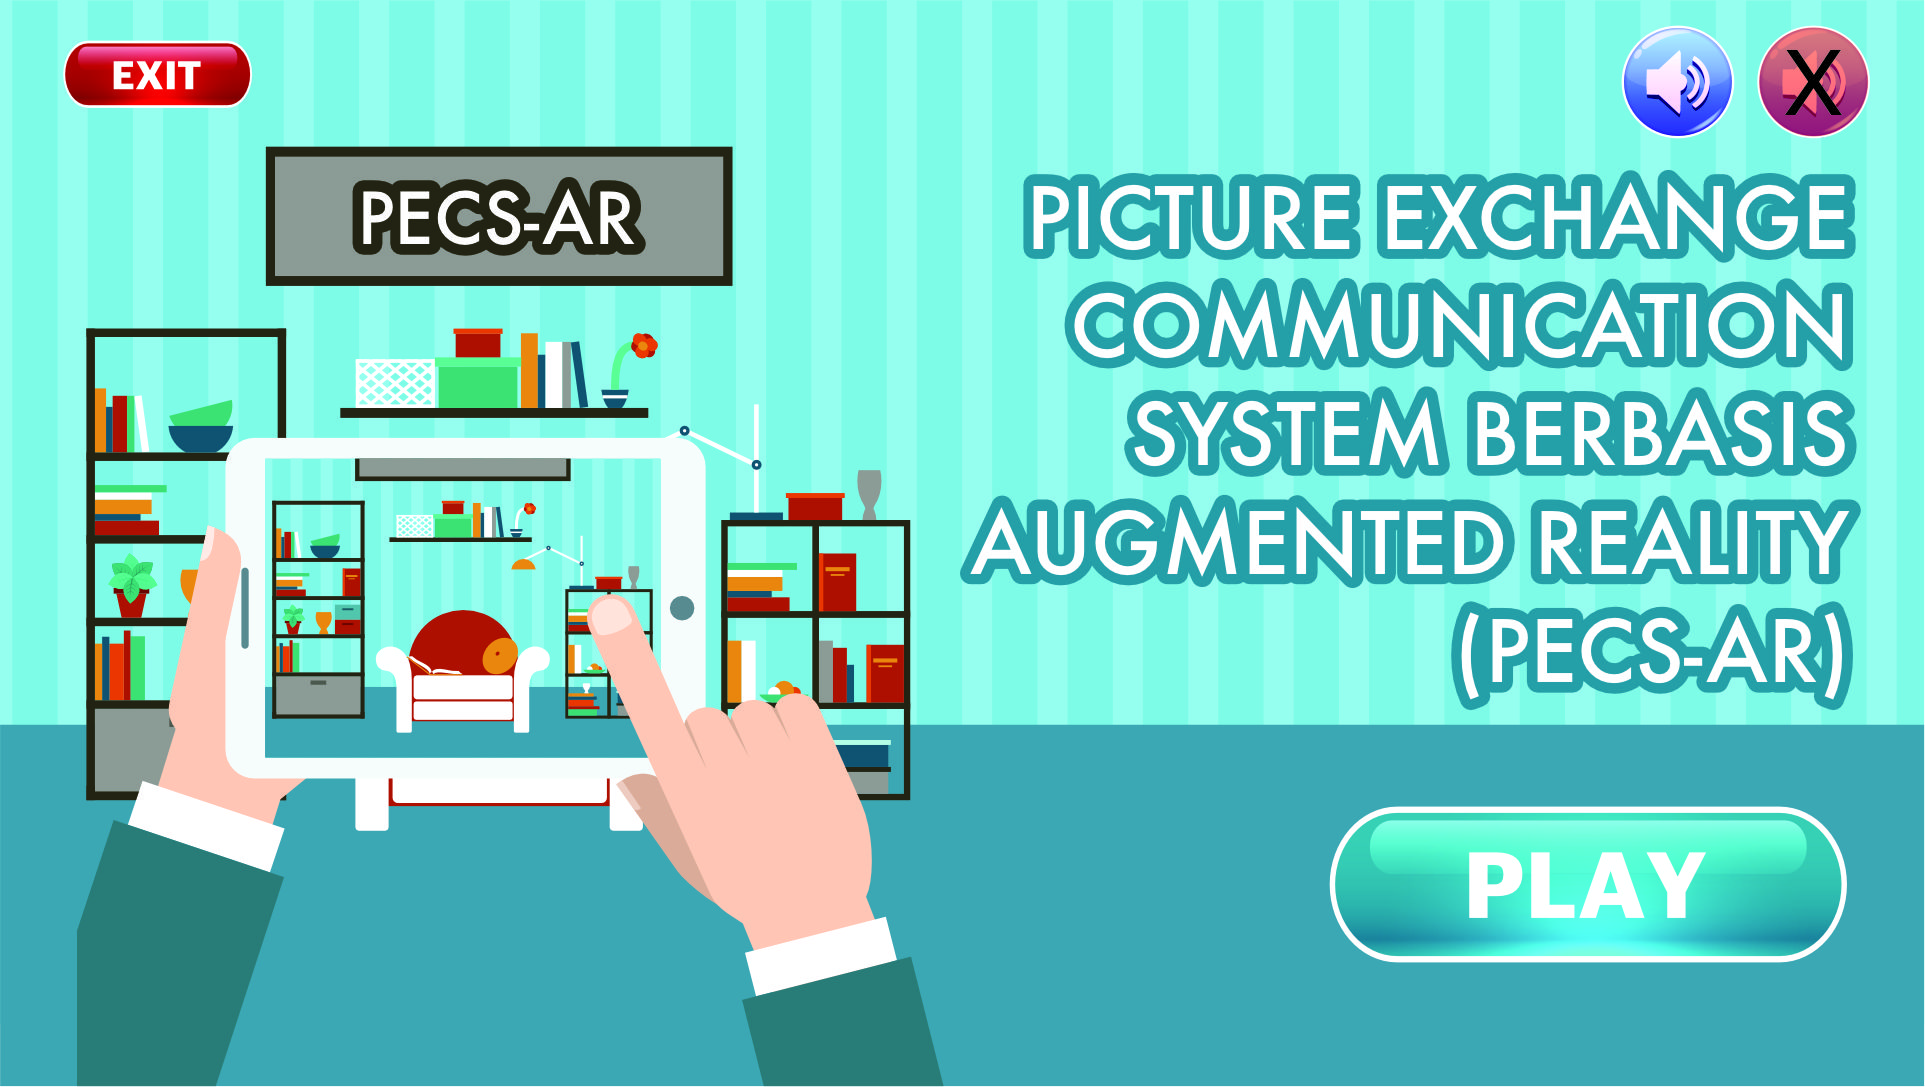 EXIT
X
PECS-AR
PICTURE EXCHANGE
COMMUNICATION
SYSTEM BERBASIS
AUGMENTED REALITY
(PECS-AR)
PLAY